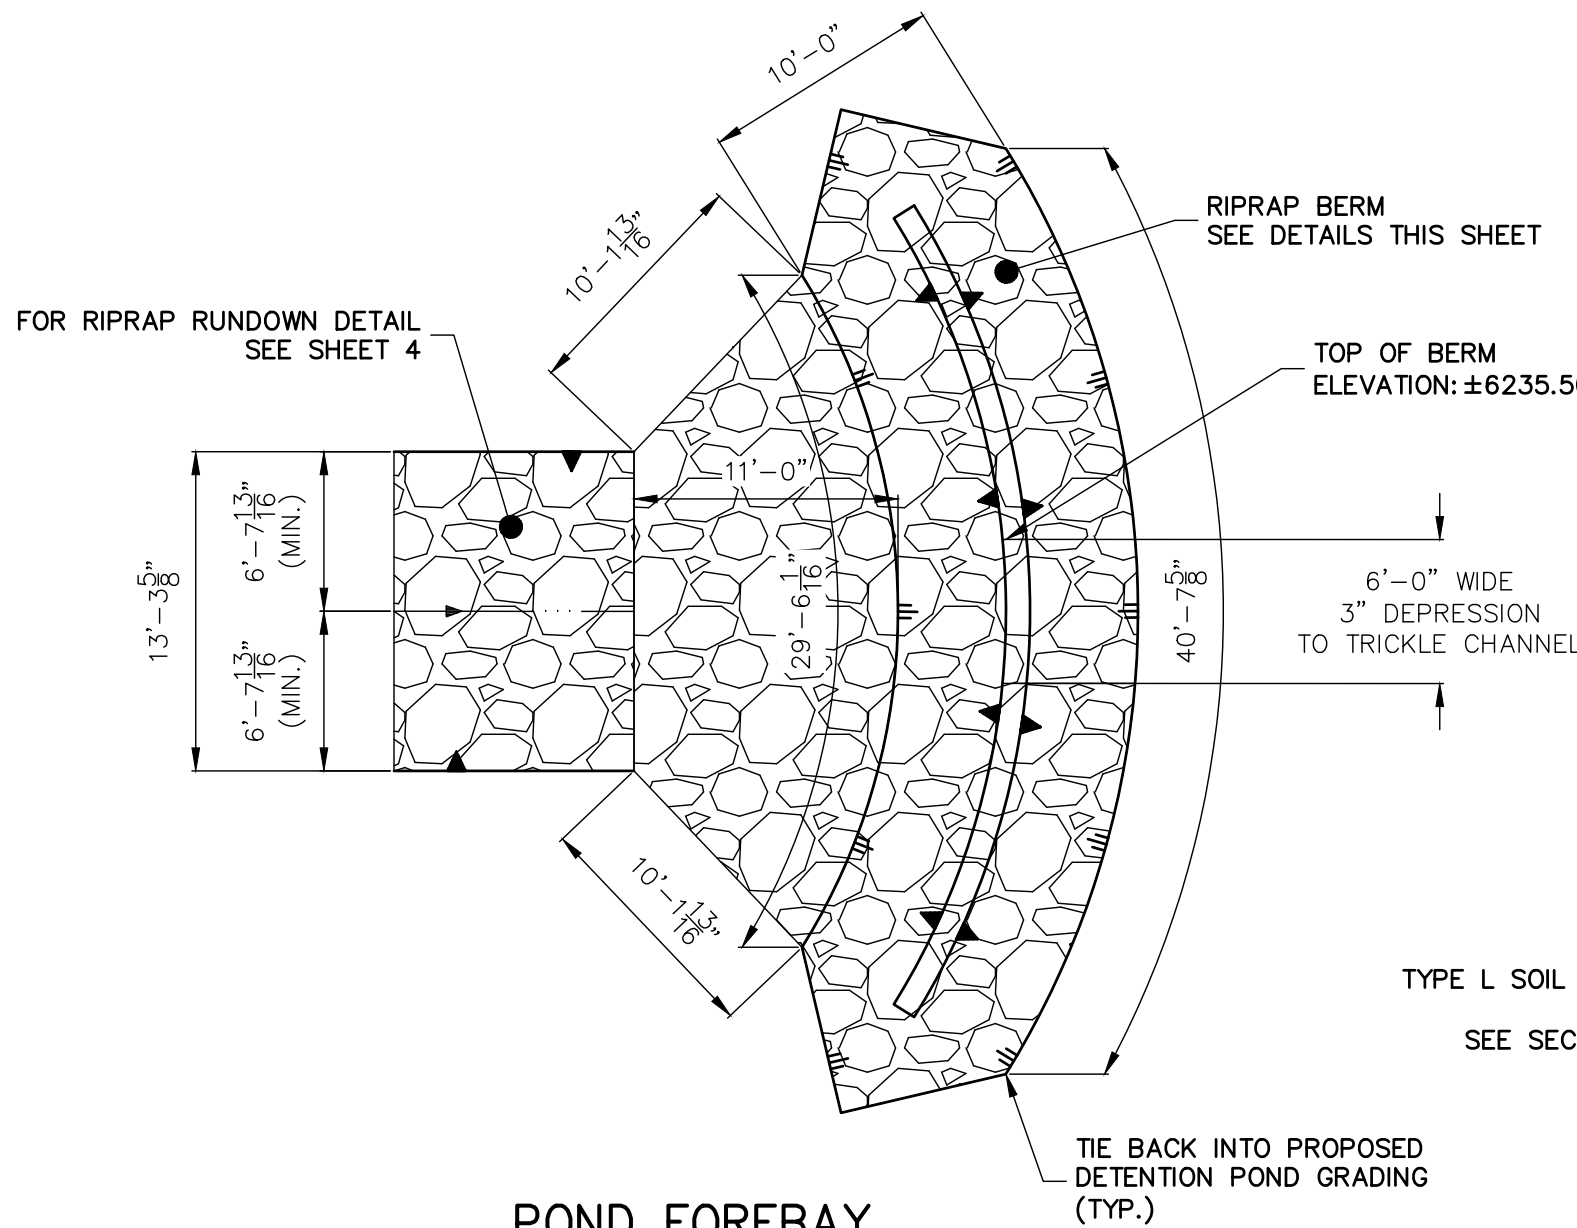 10'-0"
10'-1 13/16"
RIPRAP BERM
SEE DETAILS THIS SHEET
FOR RIPRAP RUNDOWN DETAIL
SEE SHEET 4
TOP OF BERM
ELEVATION: ±6235.50
11'-0"
6'-7 13/16"
(MIN.)
13'-3 5/8"
6'-7 13/16"
(MIN.)
29'-6 1/16"
40'-7 5/8"
6'-0" WIDE
3" DEPRESSION
TO TRICKLE CHANNEL
10'-1 13/16"
TYPE L SOIL
SEE SEC
TIE BACK INTO PROPOSED
DETENTION POND GRADING
(TYP.)
POND FOREBAY